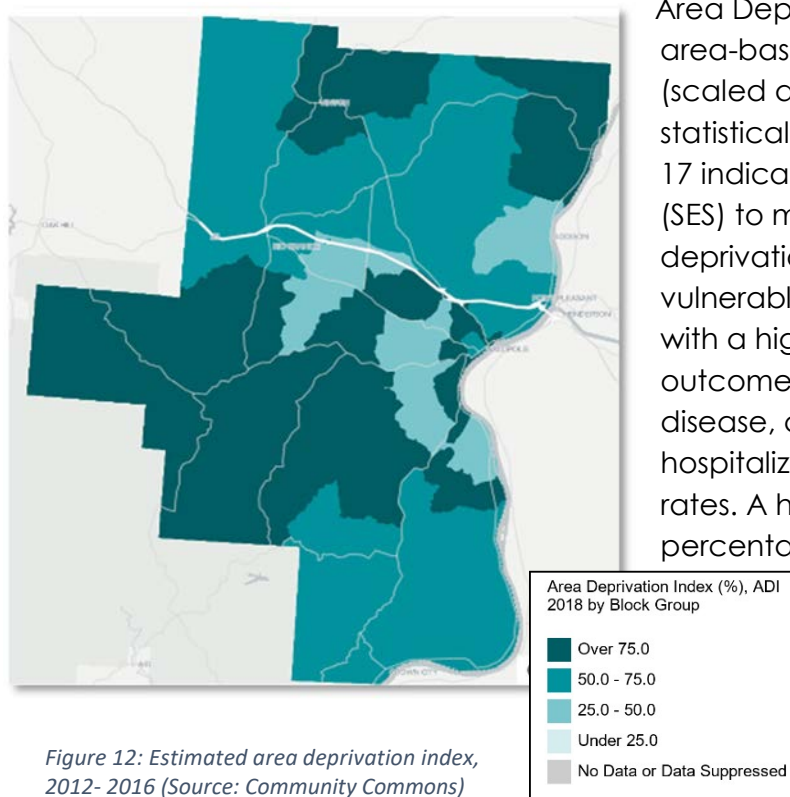 Area Dep
area-bas
(scaled a
statistical
17 indica
(SES) to m
deprivatio
vulnerabl
with a hig
outcome
disease, a
hospitaliz
rates. A h
percenta
Area Deprivation Index (%), ADI
2018 by Block Group
Over 75.0
50.0 - 75.0
25.0 - 50.0
Under 25.0
No Data or Data Suppressed
Figure 12: Estimated area deprivation index,
2012- 2016 (Source: Community Commons)